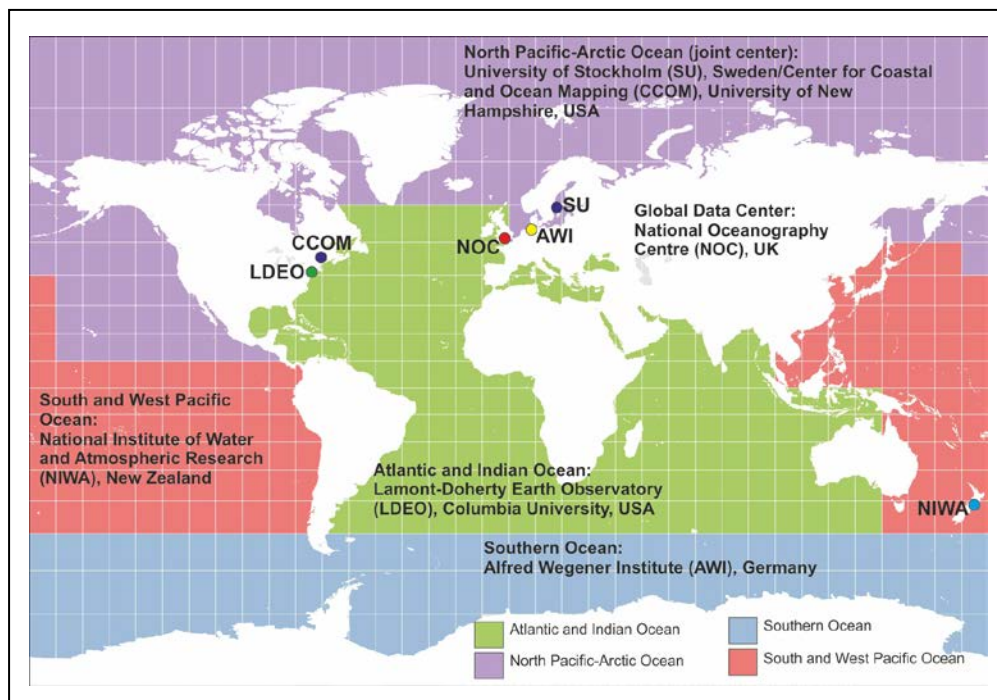 North Pacific-Arctic Ocean (joint center):
University of Stockholm (SU), Sweden/Center for Coastal
and Ocean Mapping (CCOM), University of New
Hampshire, USA
SU
Global Data Center:
National Oceanography
Centre (NOC), UK
AWI
NOC
CCOM
LDEO
South and West Pacific
Ocean:
National Institute of Water
and Atmospheric Research
(NIWA), New Zealand
Atlantic and Indian Ocean:
Lamont-Doherty Earth Observatory
(LDEO), Columbia University, USA
NIWA
Southern Ocean:
Alfred Wegener Institute (AWI), Germany
Atlantic and Indian Ocean
Southern Ocean
North Pacific-Arctic Ocean
South and West Pacific Ocean